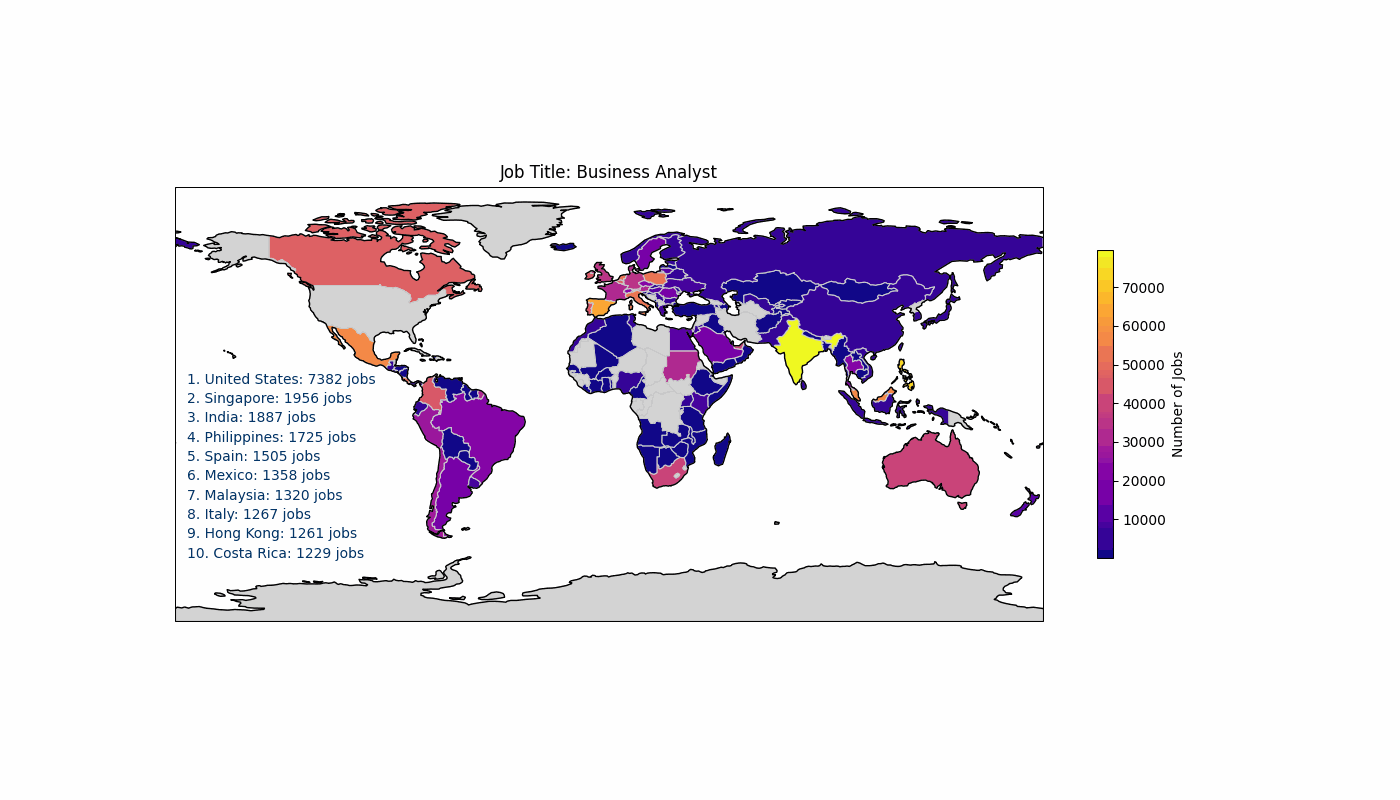 Job Title: Business Analyst
1. United States: 7382 jobs
2. Singapore: 1956 jobs
3. India: 1887 jobs
4. Philippines: 1725 jobs
5. Spain: 1505 jobs
6. Mexico: 1358 jobs
7. Malaysia: 1320 jobs
8. Italy: 1267 jobs
9. Hong Kong: 1261 jobs
10. Costa Rica: 1229 jobs
70000
60000
50000
40000
30000
20000
10000
Number of Jobs